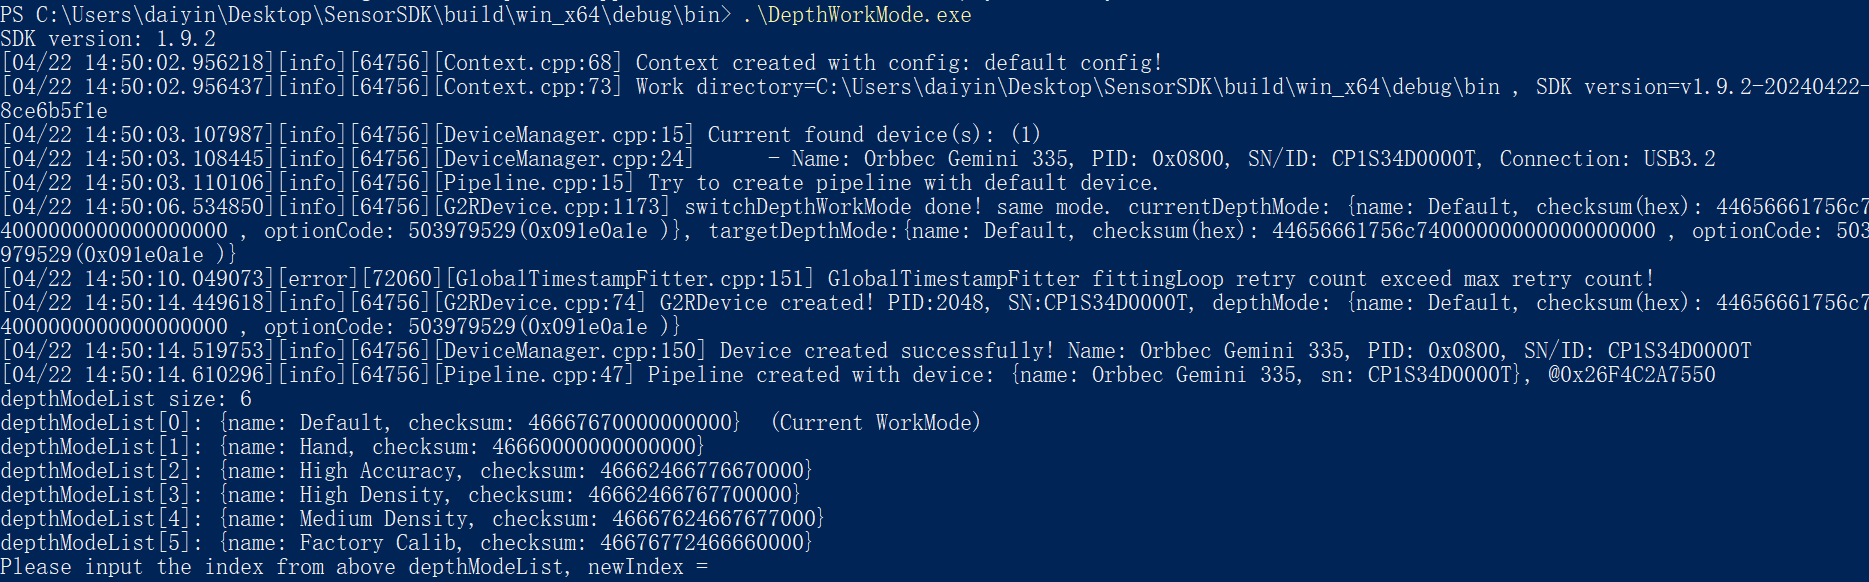 PS C:\Users\daiyin\Desktop\SensorSDK\build\win_x64\debug\bin> .\DepthWorkMode.exe
SDK version: 1.9.2
[04/22 14:50:02.956218][info][64756][Context.cpp:68] Context created with config: default config!
[04/22 14:50:02.956437][info][64756][Context.cpp:73] Work directory=C:\Users\daiyin\Desktop\SensorSDK\build\win_x64\debug\bin , SDK version=v1.9.2-20240422-
8ce6b5f1e
[04/22 14:50:03.107987][info][64756][DeviceManager.cpp:15] Current found device(s): (1)
[04/22 14:50:03.108445][info][64756][DeviceManager.cpp:24]      - Name: Orbbec Gemini 335, PID: 0x0800, SN/ID: CP1S34D0000T, Connection: USB3.2
[04/22 14:50:03.110106][info][64756][Pipeline.cpp:15] Try to create pipeline with default device.
[04/22 14:50:06.534850][info][64756][G2RDevice.cpp:1173] switchDepthWorkMode done! same mode. currentDepthMode: {name: Default, checksum(hex): 44656661756c7
4000000000000000000 , optionCode: 503979529(0x091e0a1e )}, targetDepthMode:{name: Default, checksum(hex): 44656661756c74000000000000000000 , optionCode: 503
979529(0x091e0a1e )}
[04/22 14:50:10.049073][error][72060][GlobalTimestampFitter.cpp:151] GlobalTimestampFitter fittingLoop retry count exceed max retry count!
[04/22 14:50:14.449618][info][64756][G2RDevice.cpp:74] G2RDevice created! PID:2048, SN:CP1S34D0000T, depthMode: {name: Default, checksum(hex): 44656661756c7
4000000000000000000 , optionCode: 503979529(0x091e0a1e )}
[04/22 14:50:14.519753][info][64756][DeviceManager.cpp:150] Device created successfully! Name: Orbbec Gemini 335, PID: 0x0800, SN/ID: CP1S34D0000T
[04/22 14:50:14.610296][info][64756][Pipeline.cpp:47] Pipeline created with device: {name: Orbbec Gemini 335, sn: CP1S34D0000T}, @0x26F4C2A7550
depthModeList size: 6
depthModeList[0]: {name: Default, checksum: 46667670000000000}  (Current WorkMode)
depthModeList[1]: {name: Hand, checksum: 46660000000000000}
depthModeList[2]: {name: High Accuracy, checksum: 46662466776670000}
depthModeList[3]: {name: High Density, checksum: 46662466767700000}
depthModeList[4]: {name: Medium Density, checksum: 46667624667677000}
depthModeList[5]: {name: Factory Calib, checksum: 46676772466660000}
Please input the index from above depthModeList, newIndex =